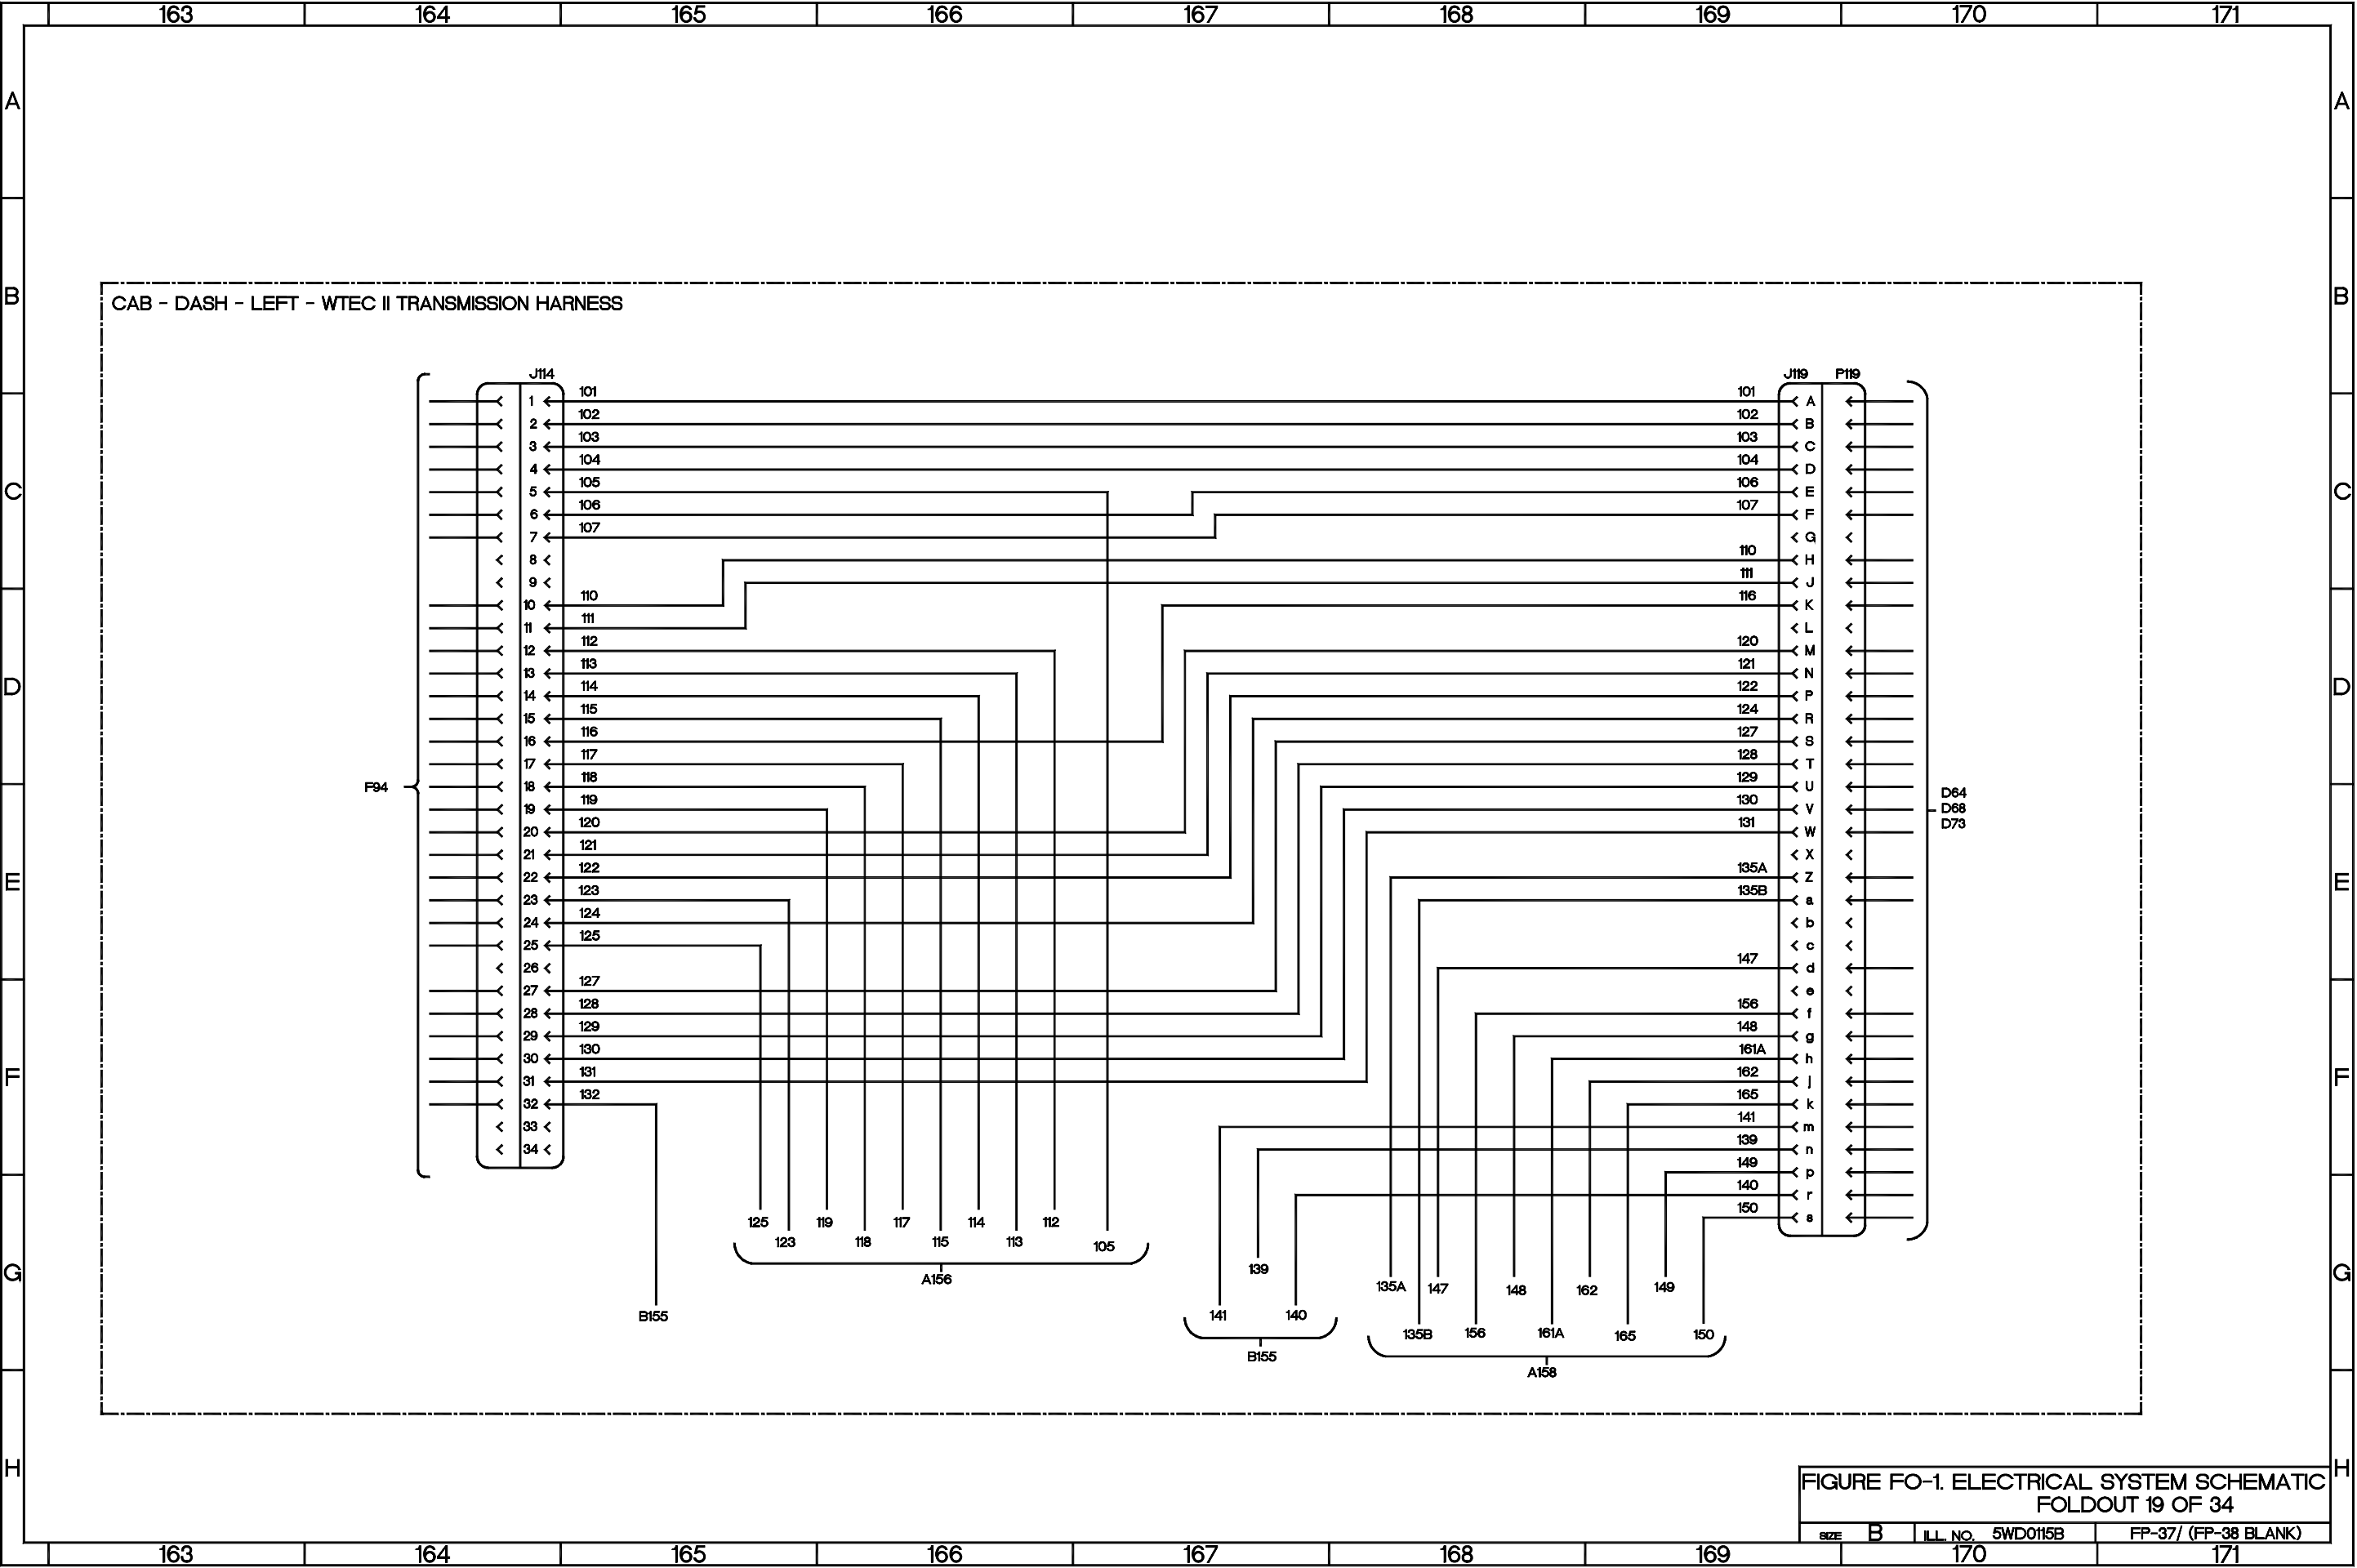 163 164 165 166 167 168 169 170 171
A A
B B
CAB - DASH - LEFT - WTEC II TRANSMISSION HARNESS
J114 J119 P119
1 101 101 A
2 102 102 B
3 103 103 C
C C
4 104 104 D
5 105 106 E
6 106 107 F
7 107 G
8 110 H
9 111 J
10 110 116 K
11 111 L
12 112 120 M
13 113 121 N
D D
14 114 122 P
15 115 124 R
16 116 127 S
17 117 128 T
F94 18 118 129 U
D64
19 119 130 V
D68
20 120 131 W
D73
21 121 X
22 122 135A Z
E E
23 123 135B a
24 124 b
25 125 c
26 147 d
27 127 e
28 128 156 f
29 129 148 g
30 130 161A h
F F
31 131 162 j
32 132 165 k
33 141 m
34 139 n
149 p
140 r
150 s
125 119 117 114 112
123 118 115 113 105
G G
A156
139
135A 147 148 162 149
B155
141 140
135B 156 161A 165 150
B155
A158
H H
FIGURE FO-1. ELECTRICAL SYSTEM SCHEMATIC
FOLDOUT 19 OF 34
SIZE B ILL. NO. 5WD0115B FP-37/ (FP-38 BLANK)
163 164 165 166 167 168 169 170 171